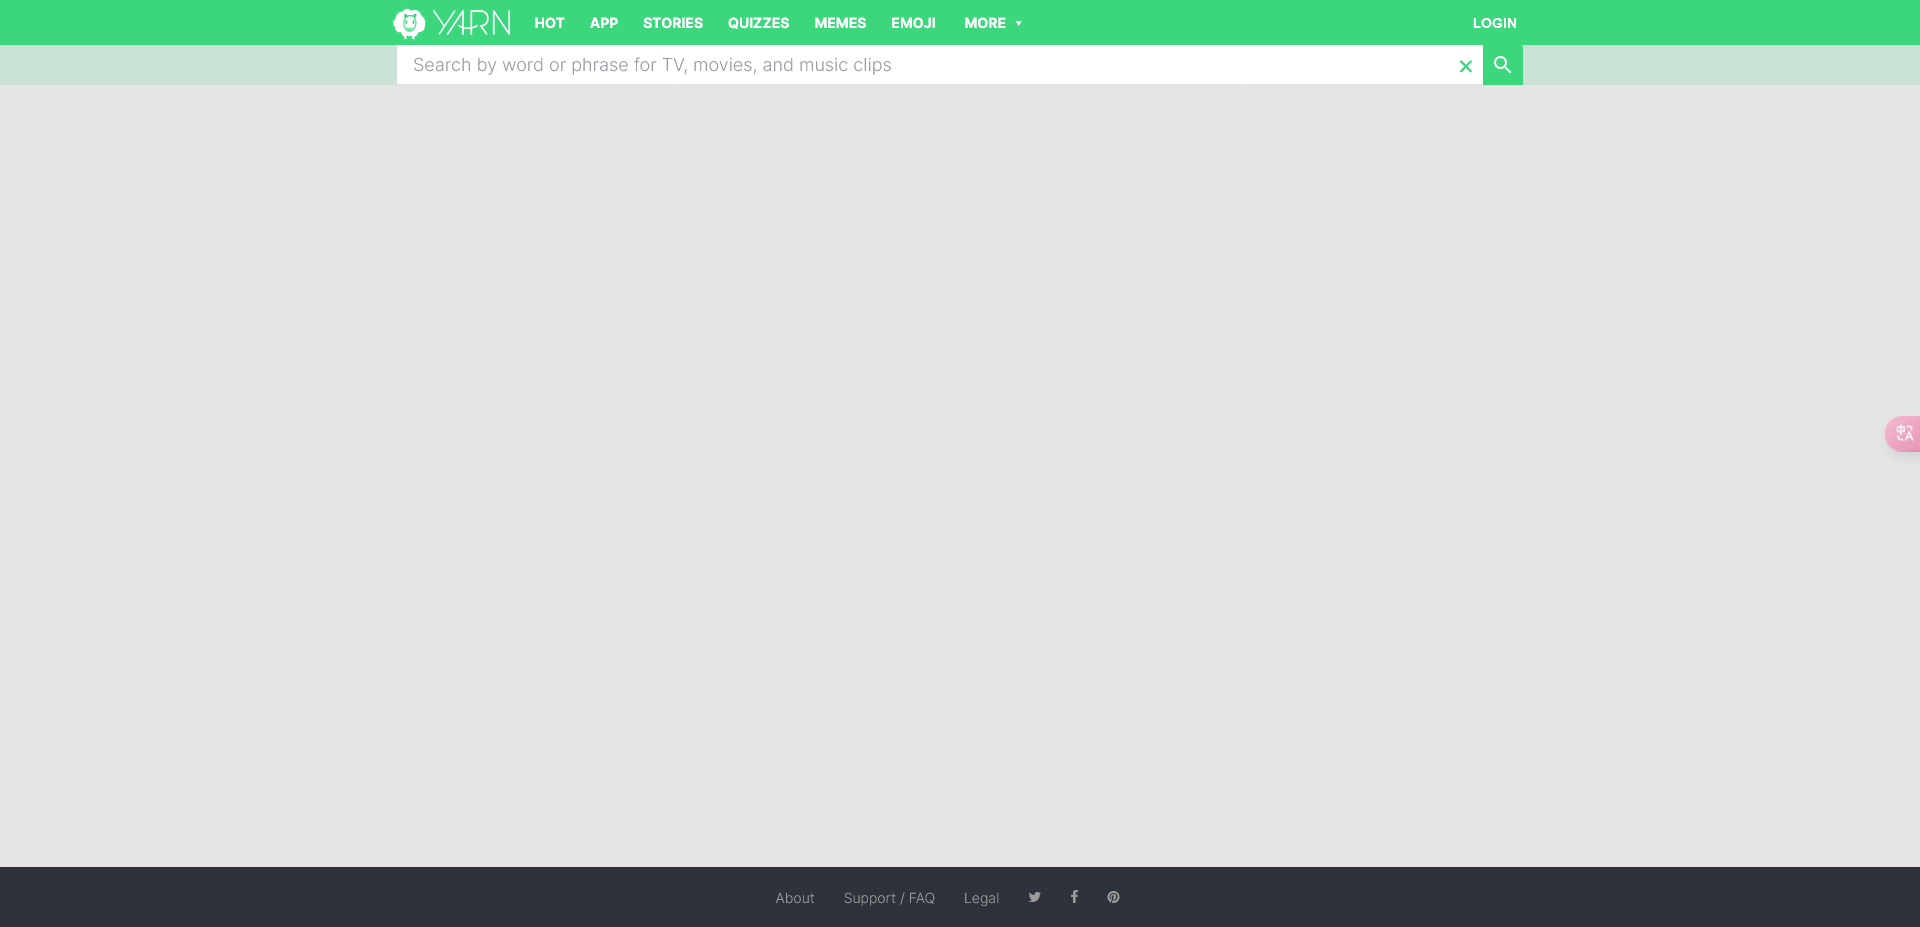 YARN HOT APP STORIES QUIZZES MEMES EMOJI MORE LOGIN
Search by word or phrase for TV, movies, and music clips
中 A
About Support / FAQ Legal